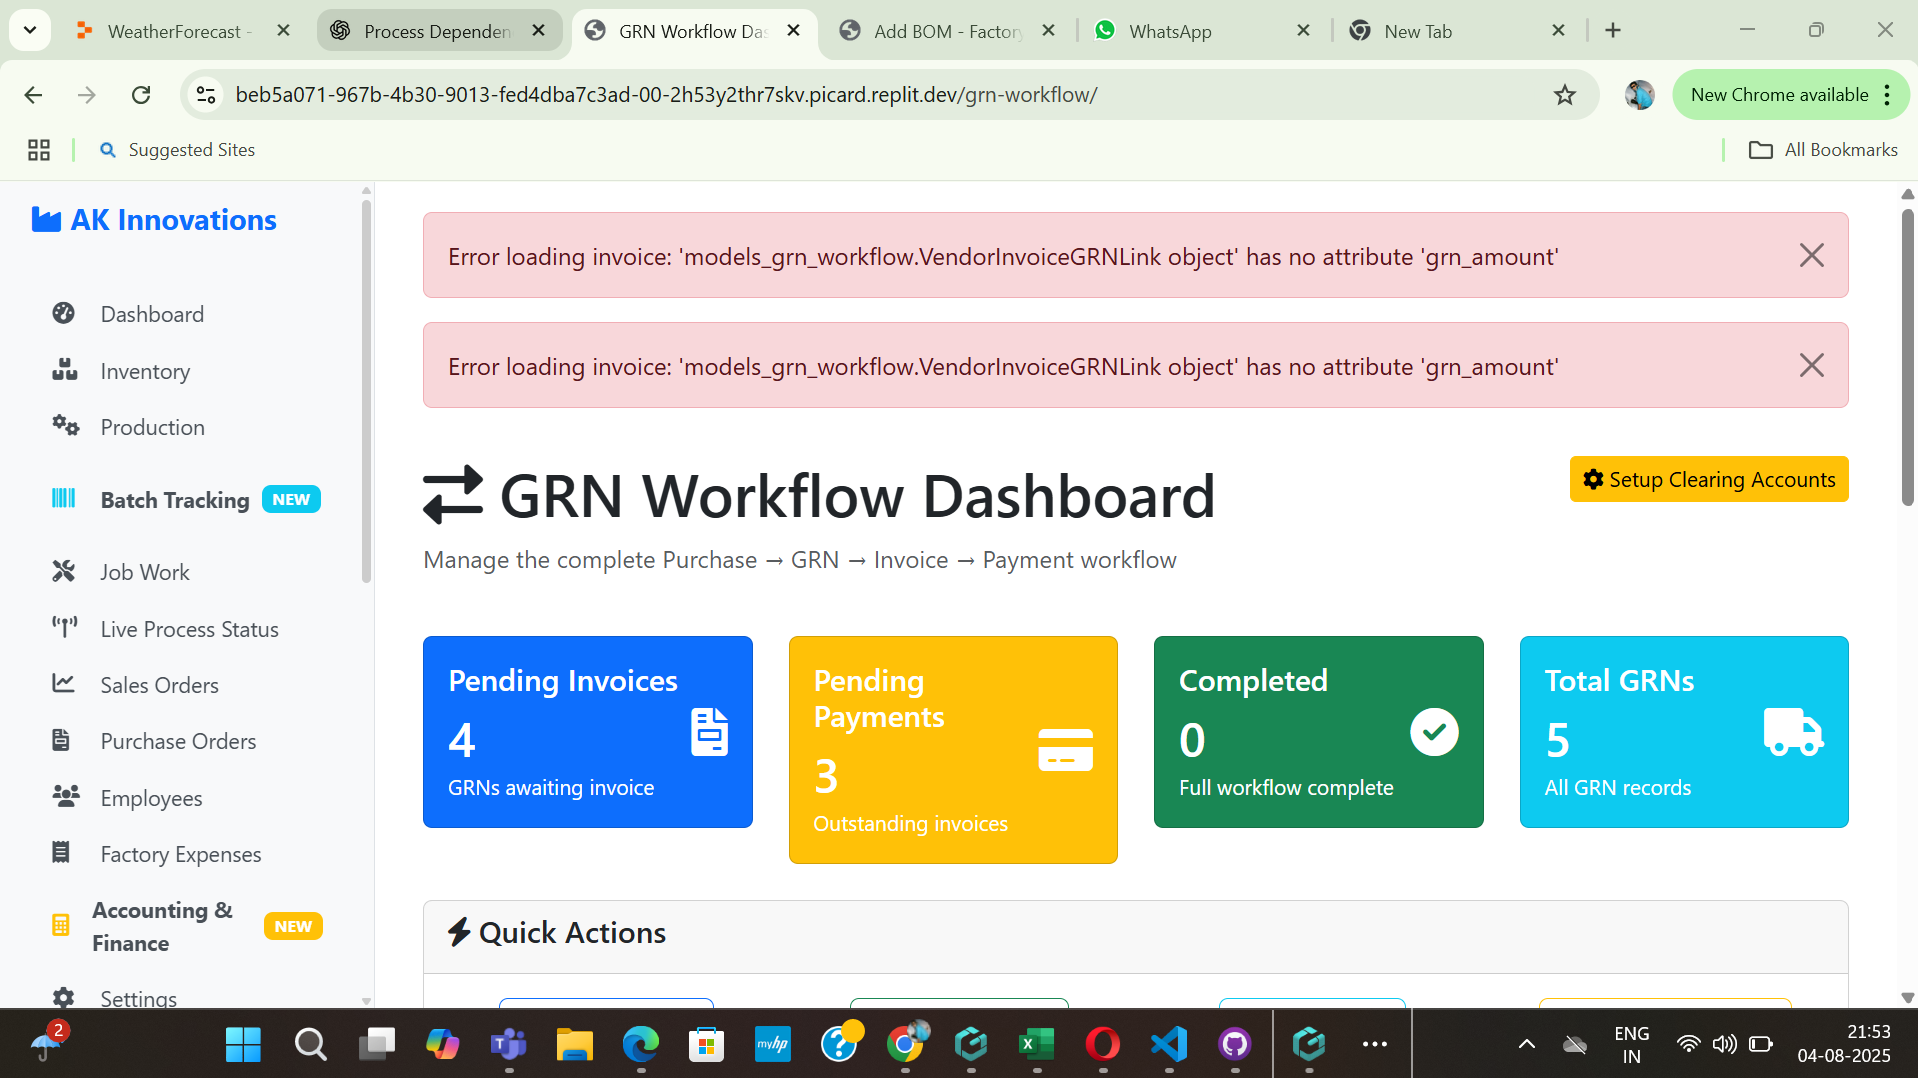 WeatherForecast -
Process Dependen
GRN Workflow Das
Add BOM - Factory
WhatsApp
New Tab
beb5a071-967b-4b30-9013-fed4dba7c3ad-00-2h53y2thr7skv.picard.replit.dev/grn-workflow/
New Chrome available
Suggested Sites
All Bookmarks
AK Innovations
Dashboard
Inventory
Production
Batch Tracking NEW
Job Work
Live Process Status
Sales Orders
Purchase Orders
Employees
Factory Expenses
Accounting &
Finance
NEW
Settings
Error loading invoice: 'models_grn_workflow.VendorInvoiceGRNLink object' has no attribute 'grn_amount'
Error loading invoice: 'models_grn_workflow.VendorInvoiceGRNLink object' has no attribute 'grn_amount'
GRN Workflow Dashboard
Setup Clearing Accounts
Manage the complete Purchase → GRN → Invoice → Payment workflow
Pending Invoices
4
GRNs awaiting invoice
Pending
Payments
3
Outstanding invoices
Completed
0
Full workflow complete
Total GRNs
5
All GRN records
Quick Actions
2
myhp
ENG
IN
21:53
04-08-2025